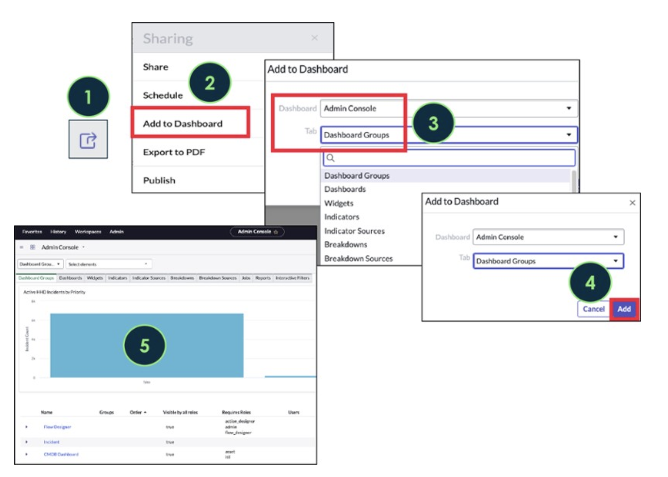 Sharing ×
1
2
Share
Schedule
Add to Dashboard
Export to PDF
Publish
Add to Dashboard
Dashboard Admin Console
3
Tab Dashboard Groups
Dashboard Groups
Dashboards
Widgets
Indicators
Indicator Sources
Breakdowns
Breakdown Sources
Add to Dashboard ×
Dashboard Admin Console
Tab Dashboard Groups
4
Cancel Add
Favorites History Workspaces Admin Admin Console
Admin Console
Dashboard Grou... Select elements
Dashboard Groups Dashboards Widgets Indicators Indicator Sources Breakdowns Breakdown Sources Jobs Reports Interactive Filters
Incidents by Priority
Incident Count
5
Name Groups Order Visible by all roles Requires Roles Users
Flow Designer true action_designer
admin
flow_designer
Incident true
CMDB Dashboard true asset
itil